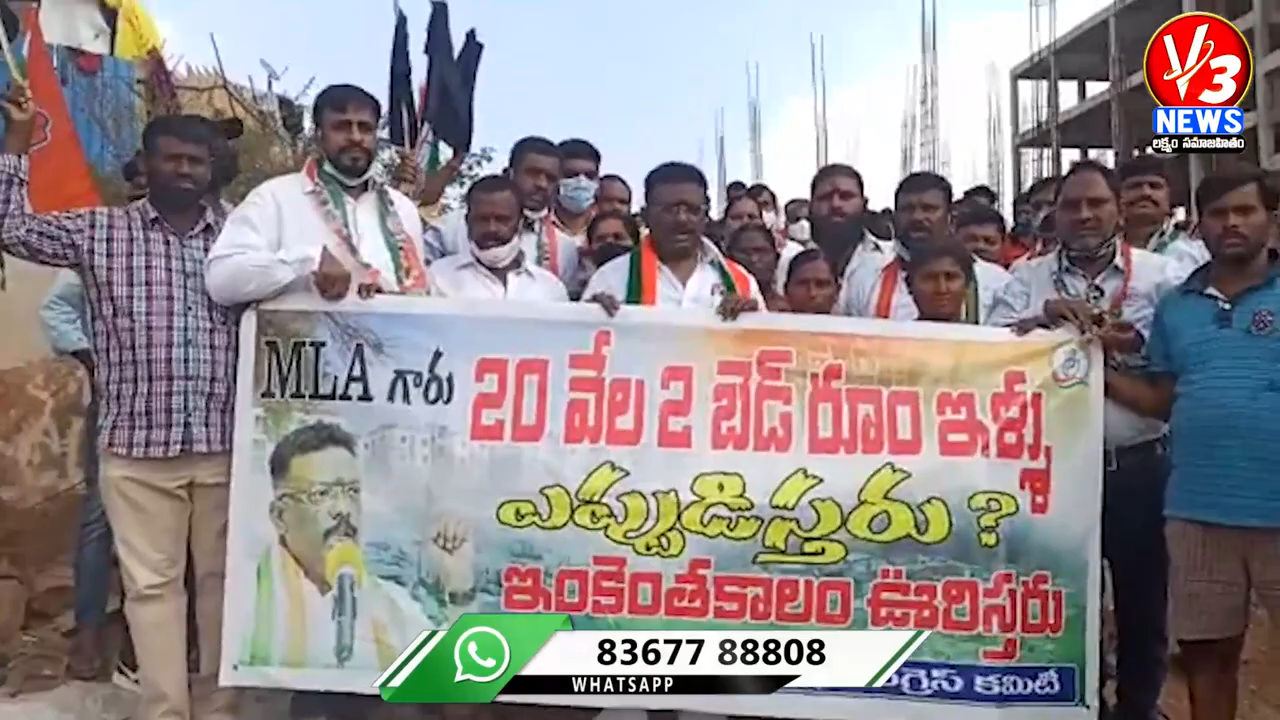 V3
NEWS
లక్ష్యం సమాజహితం
MLA గారు 20 వేల 2 బెడ్ రూం ఇళ్ళు
ఎప్పుడిస్తరు ?
ఇంకెంతకాలం ఊరిస్తరు
83677 88808
WHATSAPP
కమిటీ